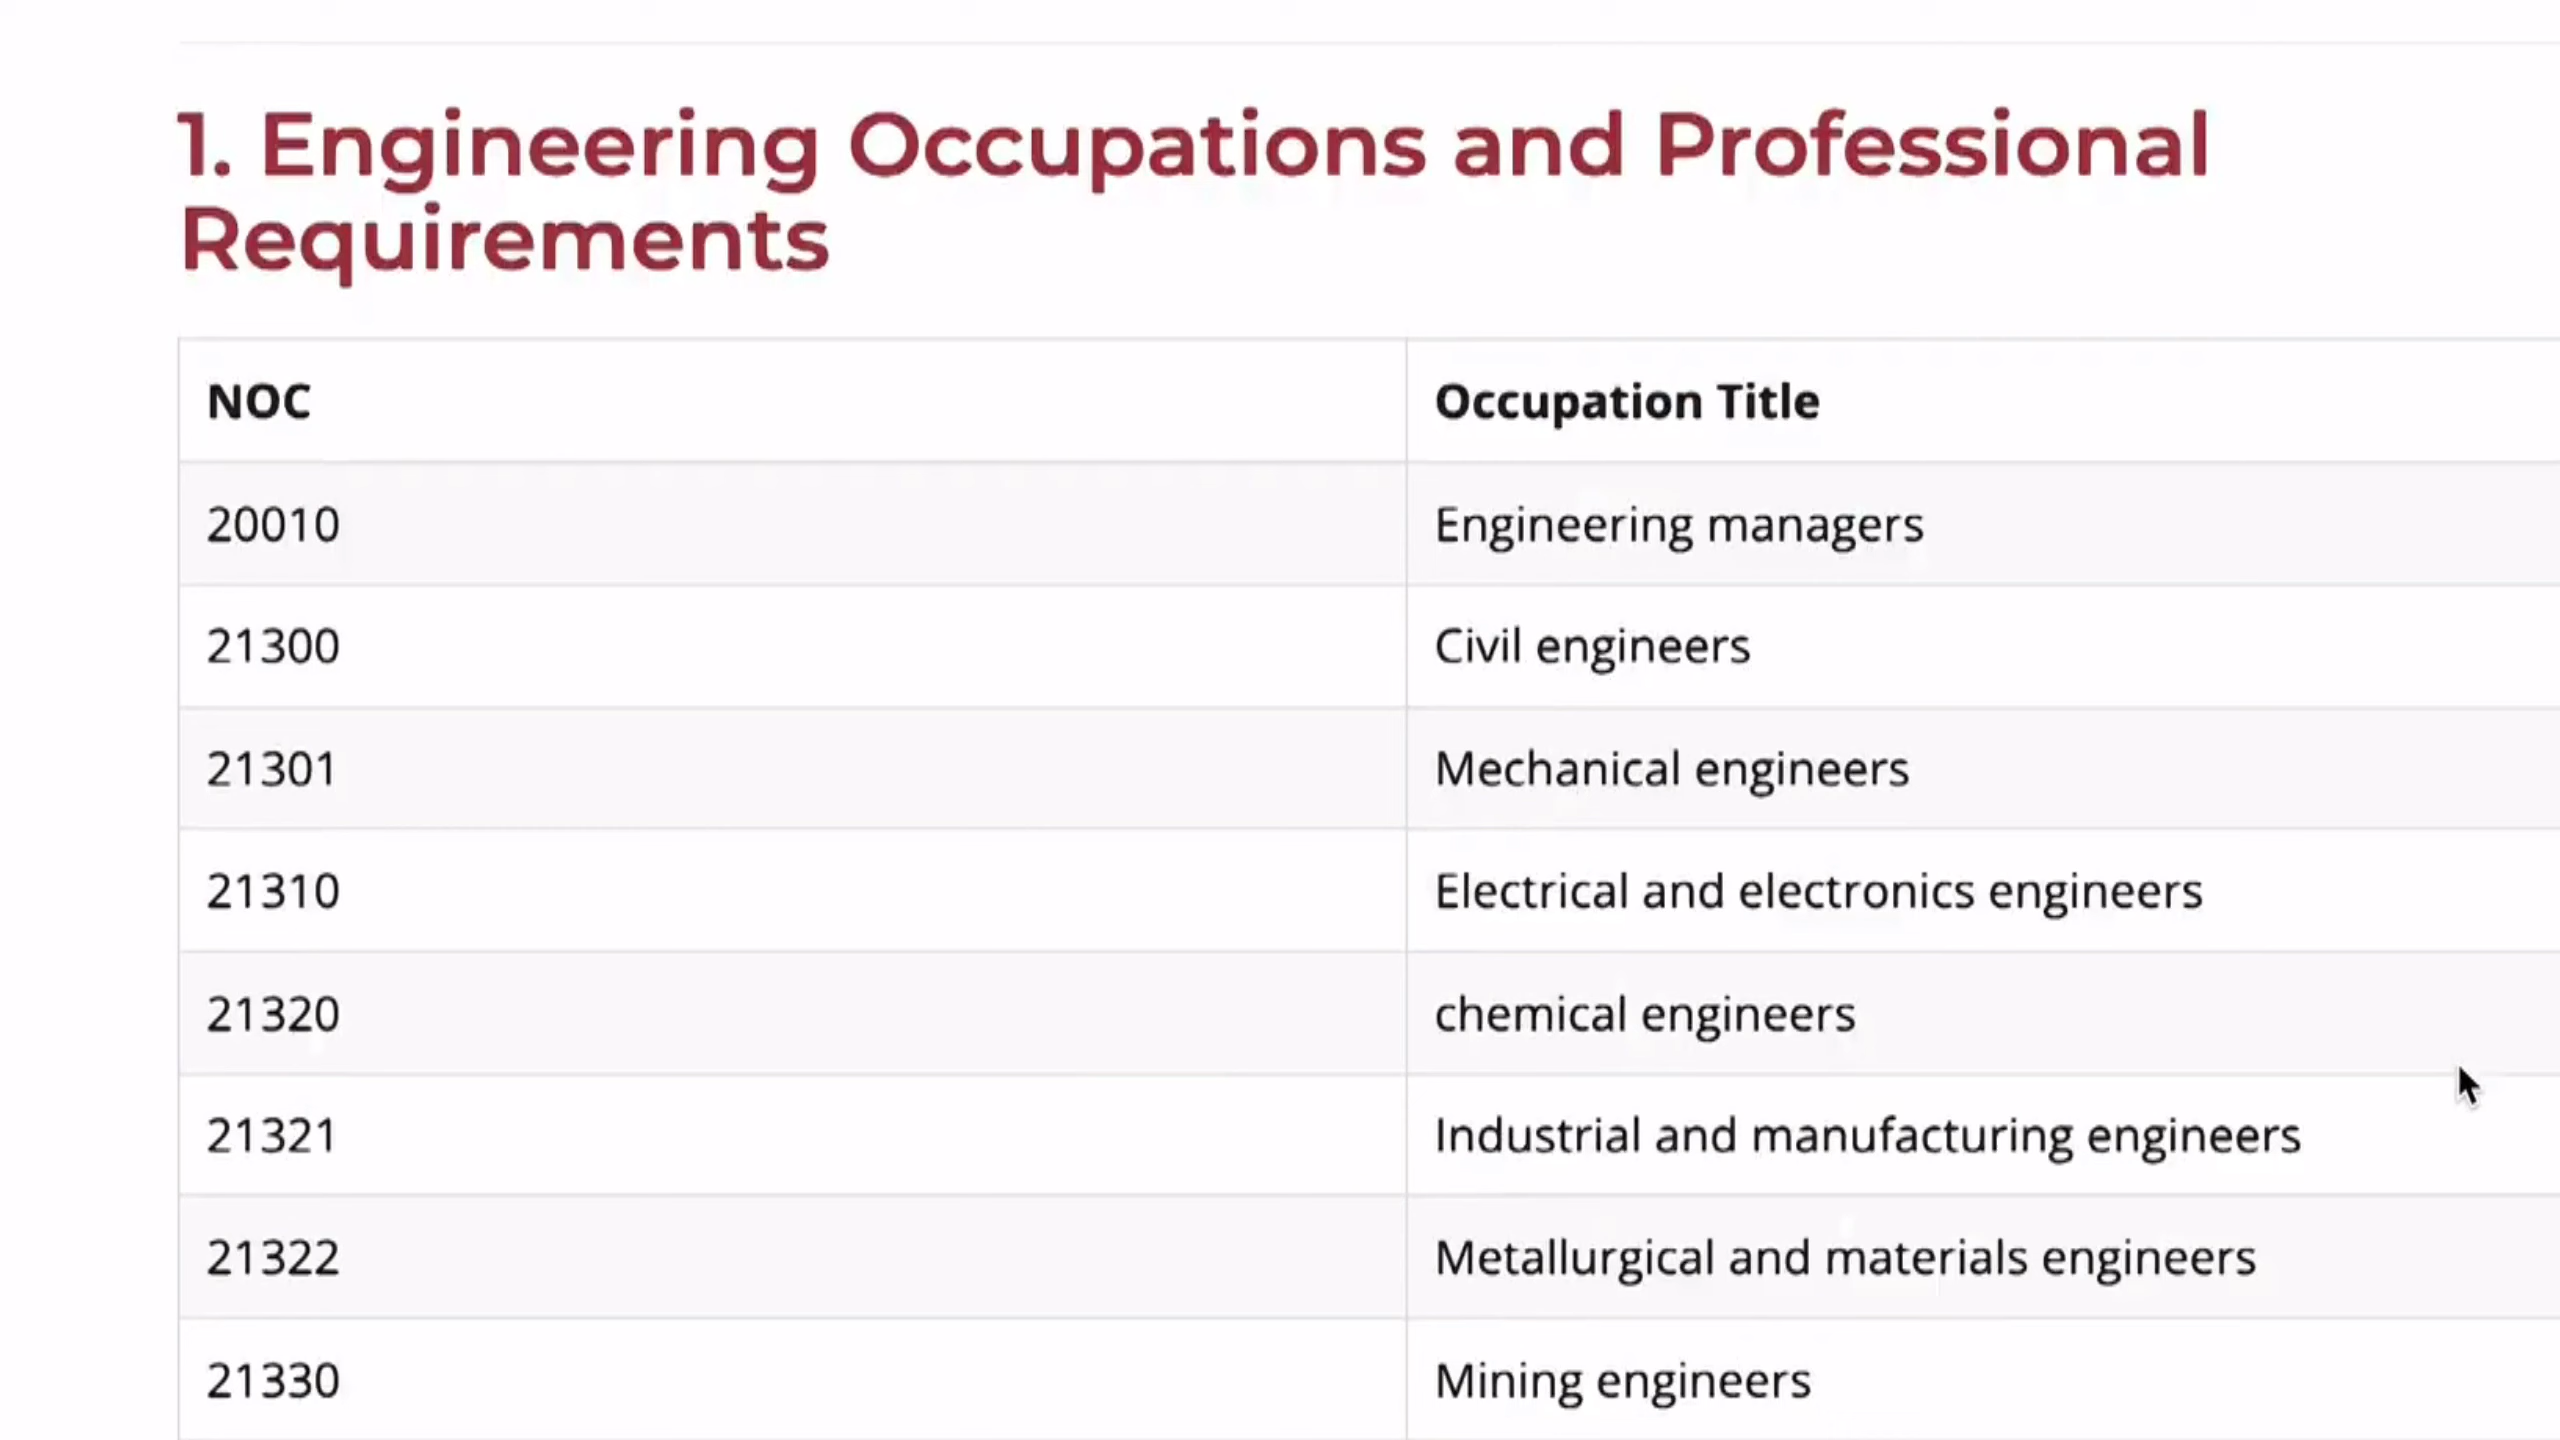 1. Engineering Occupations and Professional
Requirements
NOC Occupation Title
20010 Engineering managers
21300 Civil engineers
21301 Mechanical engineers
21310 Electrical and electronics engineers
21320 chemical engineers
21321 Industrial and manufacturing engineers
21322 Metallurgical and materials engineers
21330 Mining engineers